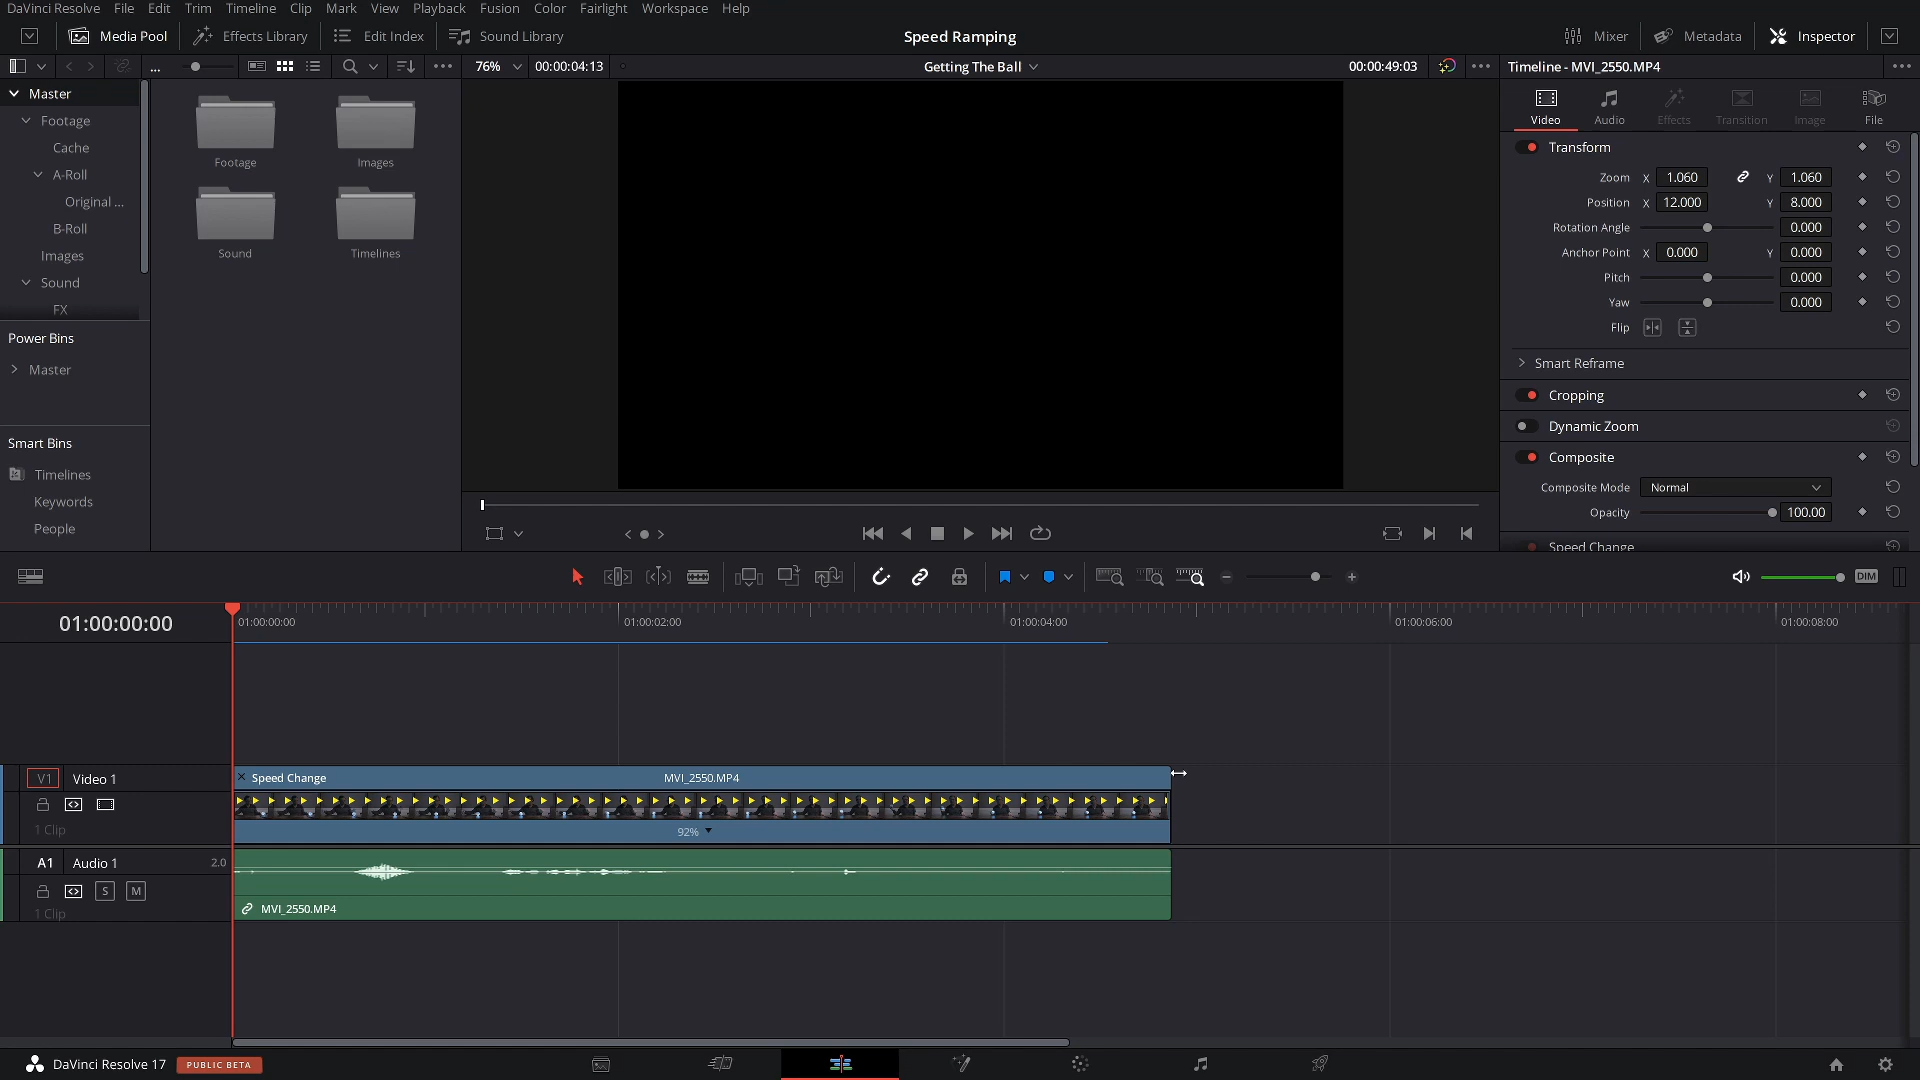 DaVinci Resolve File Edit Trim Timeline Clip Mark View Playback Fusion Color Fairlight Workspace Help
Media Pool Effects Library Edit Index Sound Library Speed Ramping Mixer Metadata Inspector
... 76% 00:00:04:13 Getting The Ball 00:00:49:03 Timeline - MVI_2550.MP4
Master
Footage
Cache
A-Roll
Original ...
B-Roll
Images
Sound
FX
Power Bins
Master
Smart Bins
Timelines
Keywords
People
Footage Images
Sound Timelines
Video Audio Effects Transition Image File
Transform
Zoom X 1.060 Y 1.060
Position X 12.000 Y 8.000
Rotation Angle 0.000
Anchor Point X 0.000 Y 0.000
Pitch 0.000
Yaw 0.000
Flip
Smart Reframe
Cropping
Dynamic Zoom
Composite
Composite Mode Normal
Opacity 100.00
Speed Change
DIM
01:00:00:00
01:00:00:00 01:00:02:00 01:00:04:00 01:00:06:00 01:00:08:00
V1 Video 1
1 Clip
Speed Change MVI_2550.MP4
92%
A1 Audio 1 2.0
S M
1 Clip
MVI_2550.MP4
DaVinci Resolve 17 PUBLIC BETA